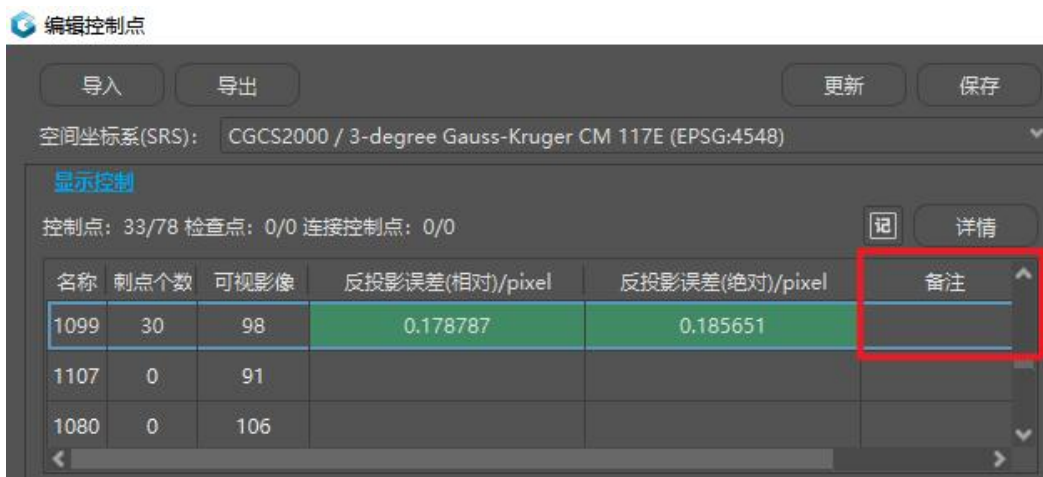 编辑控制点
导入 导出 更新 保存
空间坐标系(SRS): CGCS2000 / 3-degree Gauss-Kruger CM 117E (EPSG:4548)
显示控制
控制点: 33/78 检查点: 0/0 连接控制点: 0/0 记 详情
名称 刺点个数 可视影像 反投影误差(相对)/pixel 反投影误差(绝对)/pixel 备注
1099 30 98 0.178787 0.185651
1107 0 91
1080 0 106